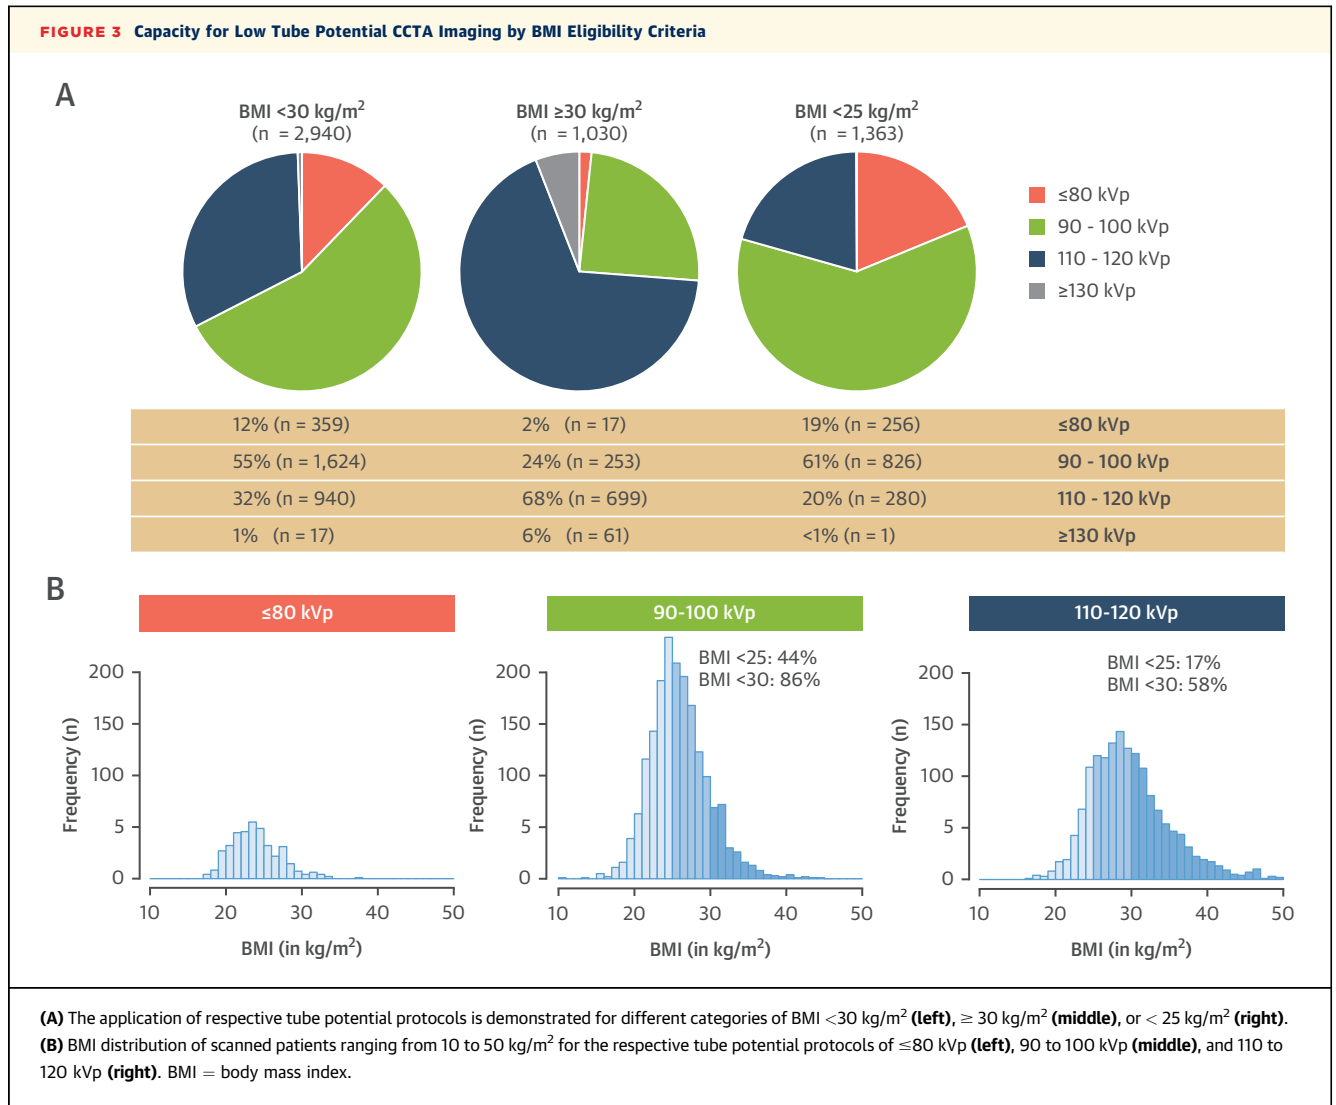 FIGURE 3 Capacity for Low Tube Potential CCTA Imaging by BMI Eligibility Criteria
A
BMI <30 kg/m²
(n = 2,940)
BMI ≥30 kg/m²
(n = 1,030)
BMI <25 kg/m²
(n = 1,363)
≤80 kVp
90 - 100 kVp
110 - 120 kVp
≥130 kVp
12% (n = 359) 2% (n = 17) 19% (n = 256) ≤80 kVp
55% (n = 1,624) 24% (n = 253) 61% (n = 826) 90 - 100 kVp
32% (n = 940) 68% (n = 699) 20% (n = 280) 110 - 120 kVp
1% (n = 17) 6% (n = 61) <1% (n = 1) ≥130 kVp
B
≤80 kVp
200
150
100
5
0
Frequency (n)
10 20 30 40 50
BMI (in kg/m²)
90-100 kVp
BMI <25: 44%
BMI <30: 86%
200
150
100
5
0
Frequency (n)
10 20 30 40 50
BMI (in kg/m²)
110-120 kVp
BMI <25: 17%
BMI <30: 58%
200
150
100
5
0
Frequency (n)
10 20 30 40 50
BMI (in kg/m²)
(A) The application of respective tube potential protocols is demonstrated for different categories of BMI <30 kg/m² (left), ≥ 30 kg/m² (middle), or < 25 kg/m² (right).
(B) BMI distribution of scanned patients ranging from 10 to 50 kg/m² for the respective tube potential protocols of ≤80 kVp (left), 90 to 100 kVp (middle), and 110 to
120 kVp (right). BMI = body mass index.